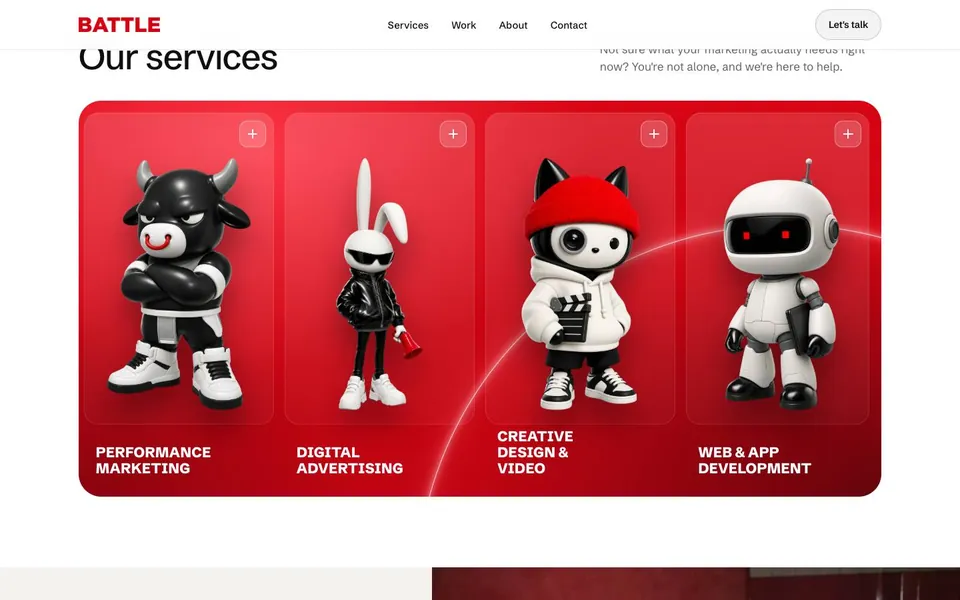 BATTLE
Services
Work
About
Contact
Let's talk
Our services
Not sure what your marketing actually needs right
now? You're not alone, and we're here to help.
PERFORMANCE
MARKETING
DIGITAL
ADVERTISING
CREATIVE
DESIGN &
VIDEO
WEB & APP
DEVELOPMENT